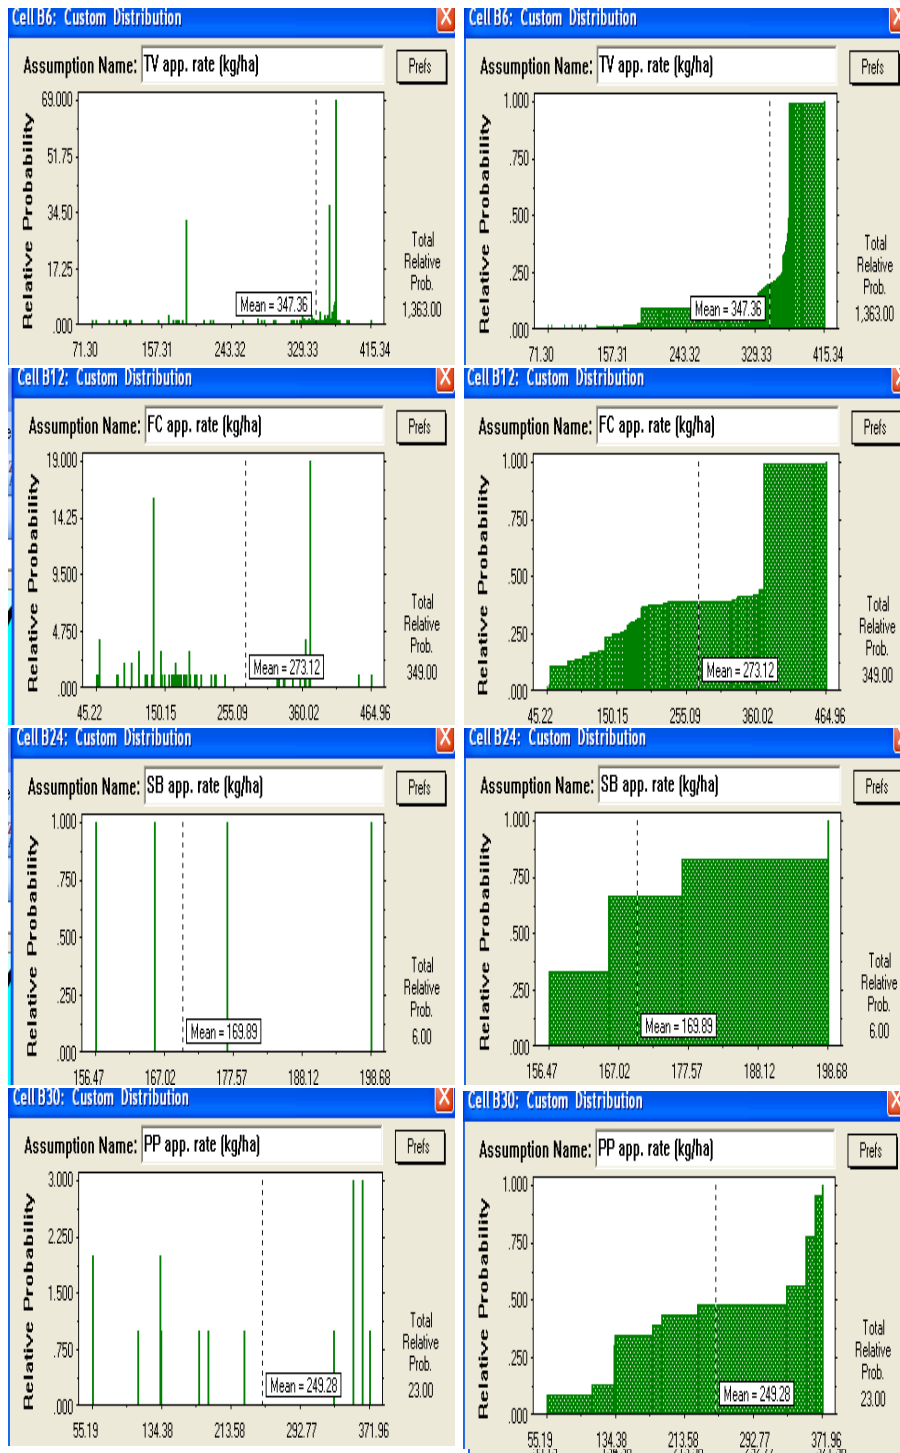 Cell B6: Custom Distribution
Assumption Name: TV app. rate (kg/ha)
Prefs
Relative Probability
69.000
51.75
34.50
17.25
.000
Mean = 347.36
71.30 157.31 243.32 329.33 415.34
Total
Relative
Prob.
1,363.00
Cell B6: Custom Distribution
Assumption Name: TV app. rate (kg/ha)
Prefs
Relative Probability
1.000
.750
.500
.250
.000
Mean = 347.36
71.30 157.31 243.32 329.33 415.34
Total
Relative
Prob.
1,363.00
Cell B12: Custom Distribution
Assumption Name: FC app. rate (kg/ha)
Prefs
Relative Probability
19.000
14.25
9.500
4.750
.000
Mean = 273.12
45.22 150.15 255.09 360.02 464.96
Total
Relative
Prob.
349.00
Cell B12: Custom Distribution
Assumption Name: FC app. rate (kg/ha)
Prefs
Relative Probability
1.000
.750
.500
.250
.000
Mean = 273.12
45.22 150.15 255.09 360.02 464.96
Total
Relative
Prob.
349.00
Cell B24: Custom Distribution
Assumption Name: SB app. rate (kg/ha)
Prefs
Relative Probability
1.000
.750
.500
.250
.000
Mean = 169.89
156.47 167.02 177.57 188.12 198.68
Total
Relative
Prob.
6.00
Cell B24: Custom Distribution
Assumption Name: SB app. rate (kg/ha)
Prefs
Relative Probability
1.000
.750
.500
.250
.000
Mean = 169.89
156.47 167.02 177.57 188.12 198.68
Total
Relative
Prob.
6.00
Cell B30: Custom Distribution
Assumption Name: PP app. rate (kg/ha)
Prefs
Relative Probability
3.000
2.250
1.500
.750
.000
Mean = 249.28
55.19 134.38 213.58 292.77 371.96
Total
Relative
Prob.
23.00
Cell B30: Custom Distribution
Assumption Name: PP app. rate (kg/ha)
Prefs
Relative Probability
1.000
.750
.500
.250
.000
Mean = 249.28
55.19 134.38 213.58 292.77 371.96
Total
Relative
Prob.
23.00